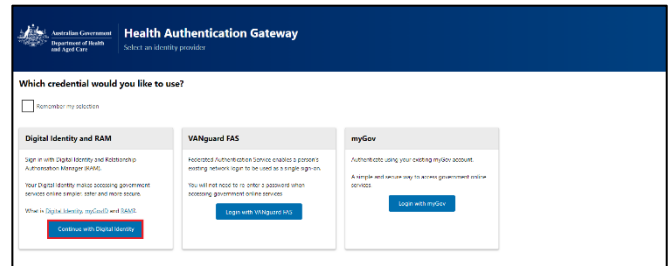 Australian Government
Department of Health
and Aged Care
Health Authentication Gateway
Select an identity provider
Which credential would you like to use?
Remember my selection
Digital Identity and RAM
Sign in with Digital Identity and Relationship
Authorisation Manager (RAM).
Your Digital Identity makes accessing government
services online simpler, safer and more secure.
What is Digital Identity, myGovID and RAM?
Continue with Digital Identity
VANguard FAS
Federated Authentication Service enables a person's
existing network login to be used as a single sign-on.
You will not need to re-enter a password when
accessing government online services.
Login with VANguard FAS
myGov
Authenticate using your existing myGov account.
A simple and secure way to access government online
services.
Login with myGov